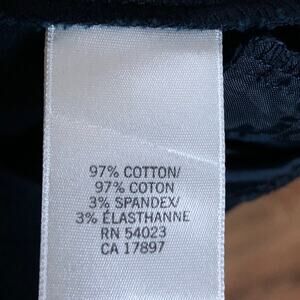 97% COTTON/
97% COTON
3% SPANDEX/
3% ÉLASTHANNE
RN 54023
CA 17897